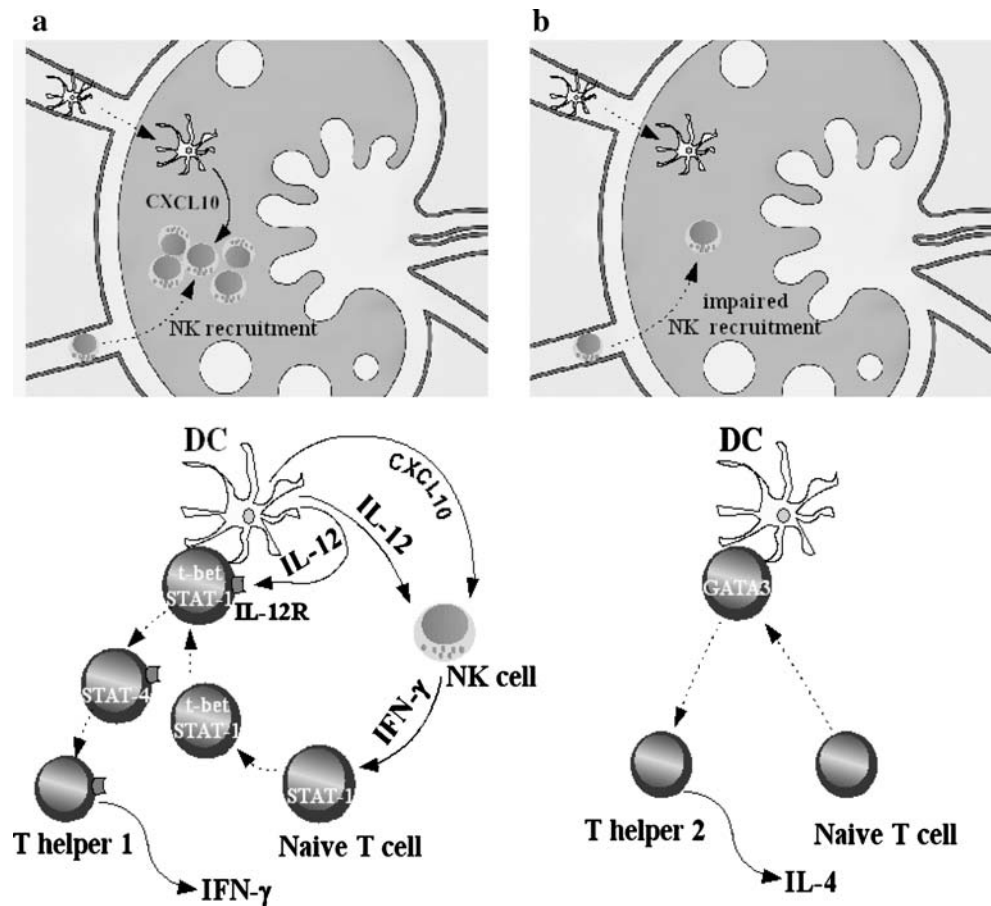 a
CXCL10
NK recruitment
DC
CXCL10
IL-12
IL-12
t-bet
STAT-1
IL-12R
STAT-4
t-bet
STAT-1
NK cell
IFN-γ
STAT-1
T helper 1
Naive T cell
IFN-γ
b
impaired
NK recruitment
DC
GATA3
T helper 2
Naive T cell
IL-4